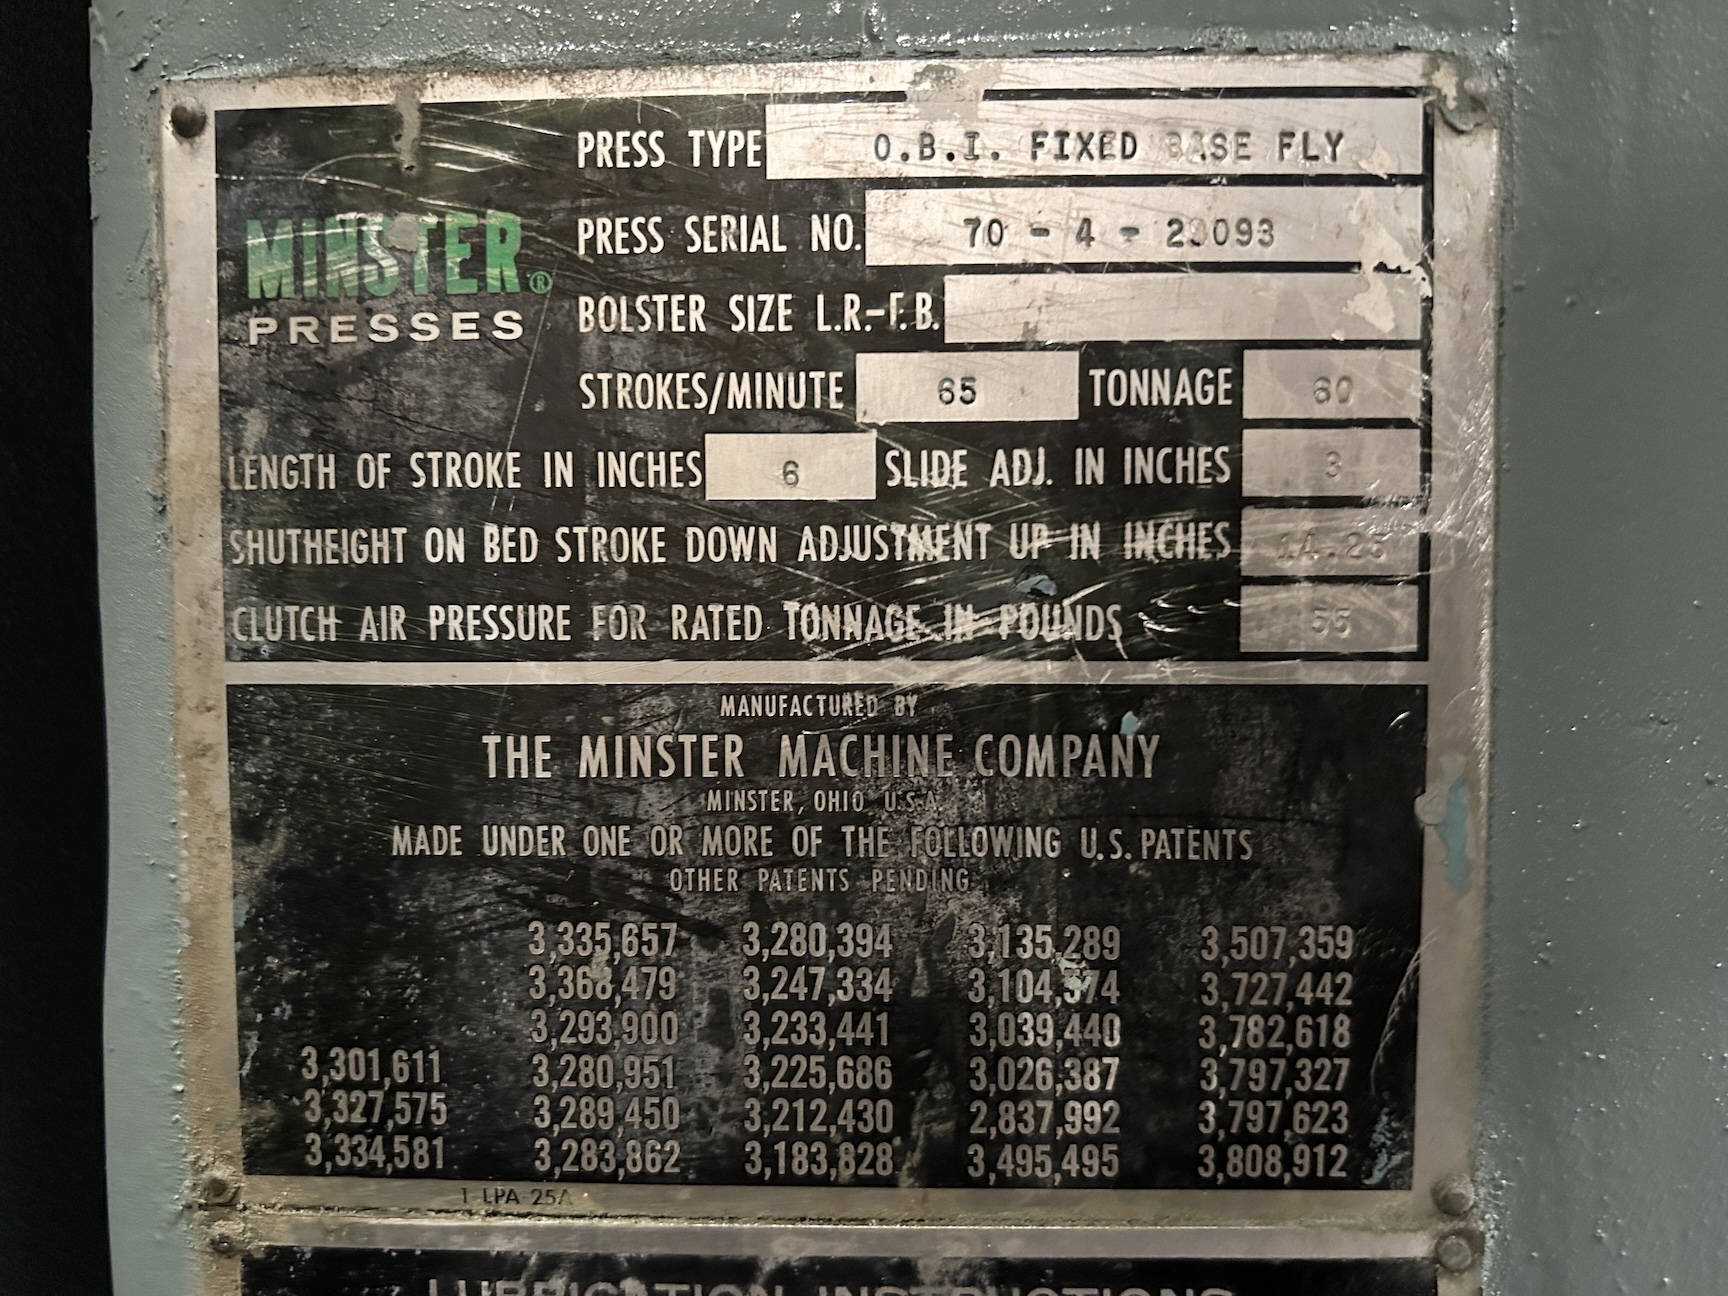 PRESS TYPE O.B.I. FIXED BASE FLY
MINSTER®
PRESSES
PRESS SERIAL NO. 70 - 4 - 23093
BOLSTER SIZE L.R.-F.B.
STROKES/MINUTE 65 TONNAGE 60
LENGTH OF STROKE IN INCHES 6 SLIDE ADJ. IN INCHES 3
SHUTHEIGHT ON BED STROKE DOWN ADJUSTMENT UP IN INCHES 14.25
CLUTCH AIR PRESSURE FOR RATED TONNAGE IN POUNDS 55
MANUFACTURED BY
THE MINSTER MACHINE COMPANY
MINSTER, OHIO U.S.A.
MADE UNDER ONE OR MORE OF THE FOLLOWING U.S. PATENTS
OTHER PATENTS PENDING
3,335,657 3,280,394 3,135,289 3,507,359
3,368,479 3,247,334 3,104,574 3,727,442
3,293,900 3,233,441 3,039,440 3,782,618
3,301,611 3,280,951 3,225,686 3,026,387 3,797,327
3,327,575 3,289,450 3,212,430 2,837,992 3,797,623
3,334,581 3,283,862 3,183,828 3,495,495 3,808,912
T LPA-25A
LUBRICATION INSTRUCTIONS